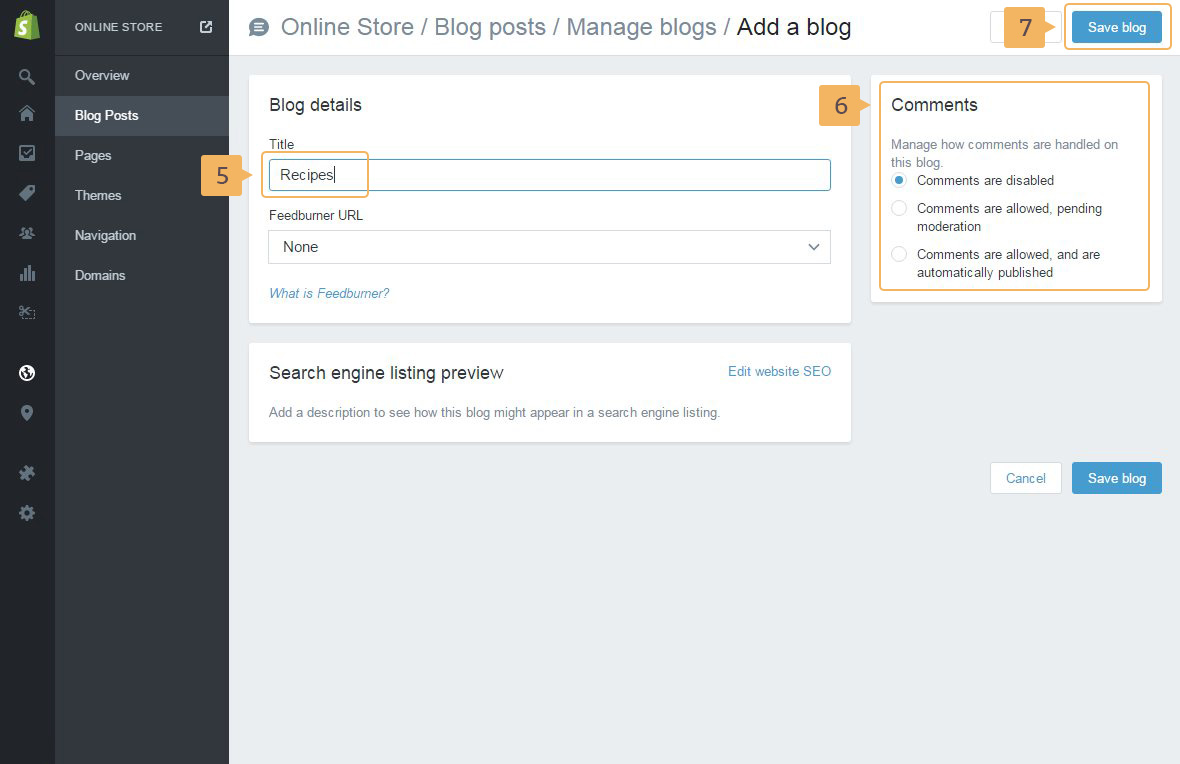 ONLINE STORE
Overview
Blog Posts
Pages
Themes
Navigation
Domains
Online Store / Blog posts / Manage blogs / Add a blog
7
Save blog
Blog details
Title
5
Recipes
Feedburner URL
None
What is Feedburner?
6
Comments
Manage how comments are handled on
this blog.
Comments are disabled
Comments are allowed, pending
moderation
Comments are allowed, and are
automatically published
Search engine listing preview
Edit website SEO
Add a description to see how this blog might appear in a search engine listing.
Cancel
Save blog